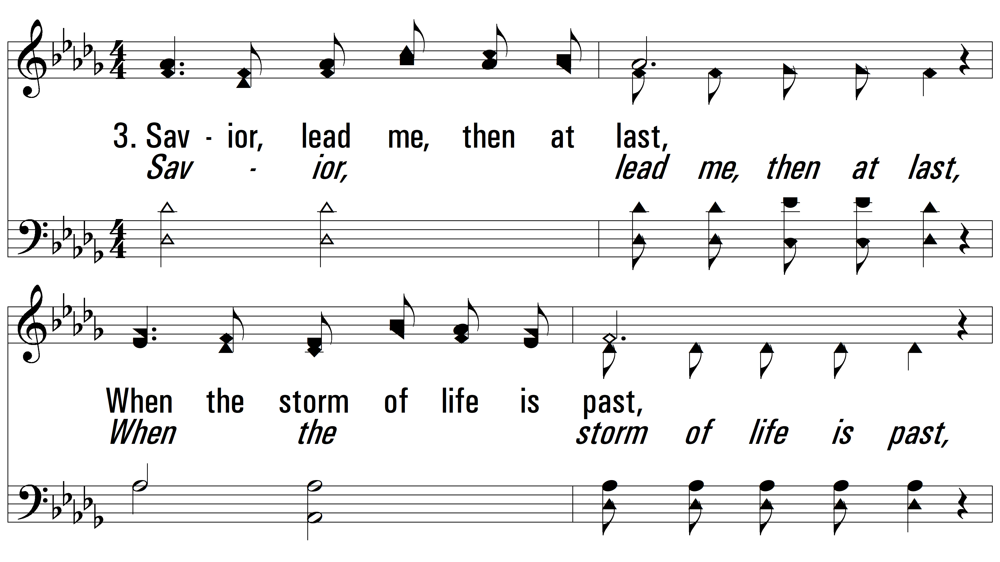 3. Sav - ior, lead me, then at last,
Sav - ior, lead me, then at last,
When the storm of life is past,
When the storm of life is past,